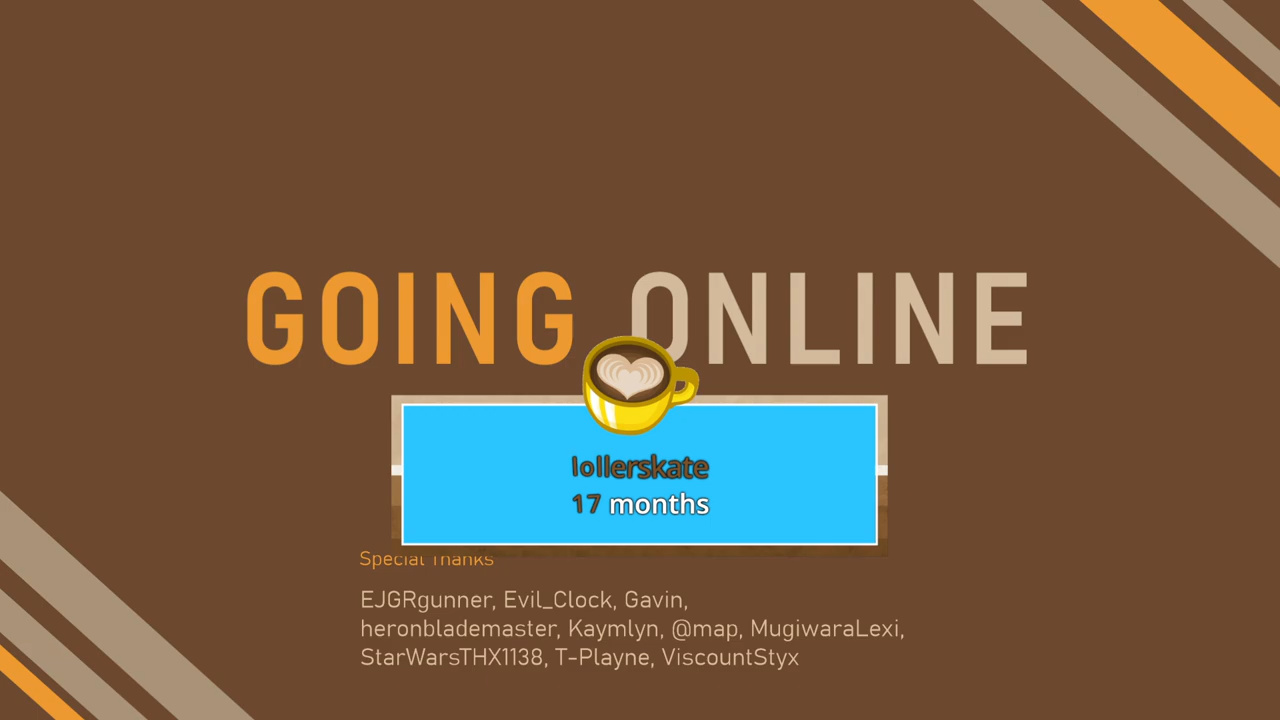 GOING ONLINE
lollerskate
17 months
Special Thanks
EJGRgunner, Evil_Clock, Gavin,
heronblademaster, Kaymlyn, @map, MugiwaraLexi,
StarWarsTHX1138, T-Playne, ViscountStyx